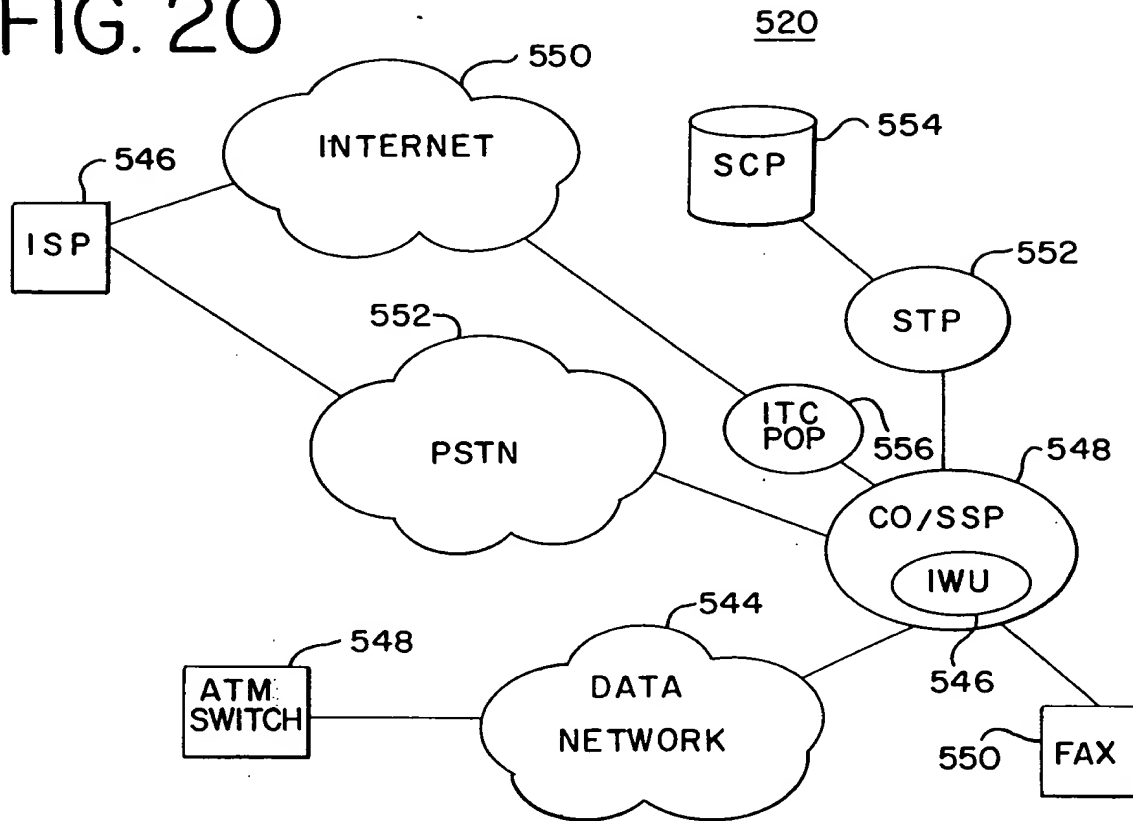 FIG. 20
520
550
INTERNET
554
SCP
546
ISP
552
STP
552
PSTN
ITC
POP
556
548
CO/SSP
IWU
546
544
DATA
NETWORK
548
ATM
SWITCH
550
FAX